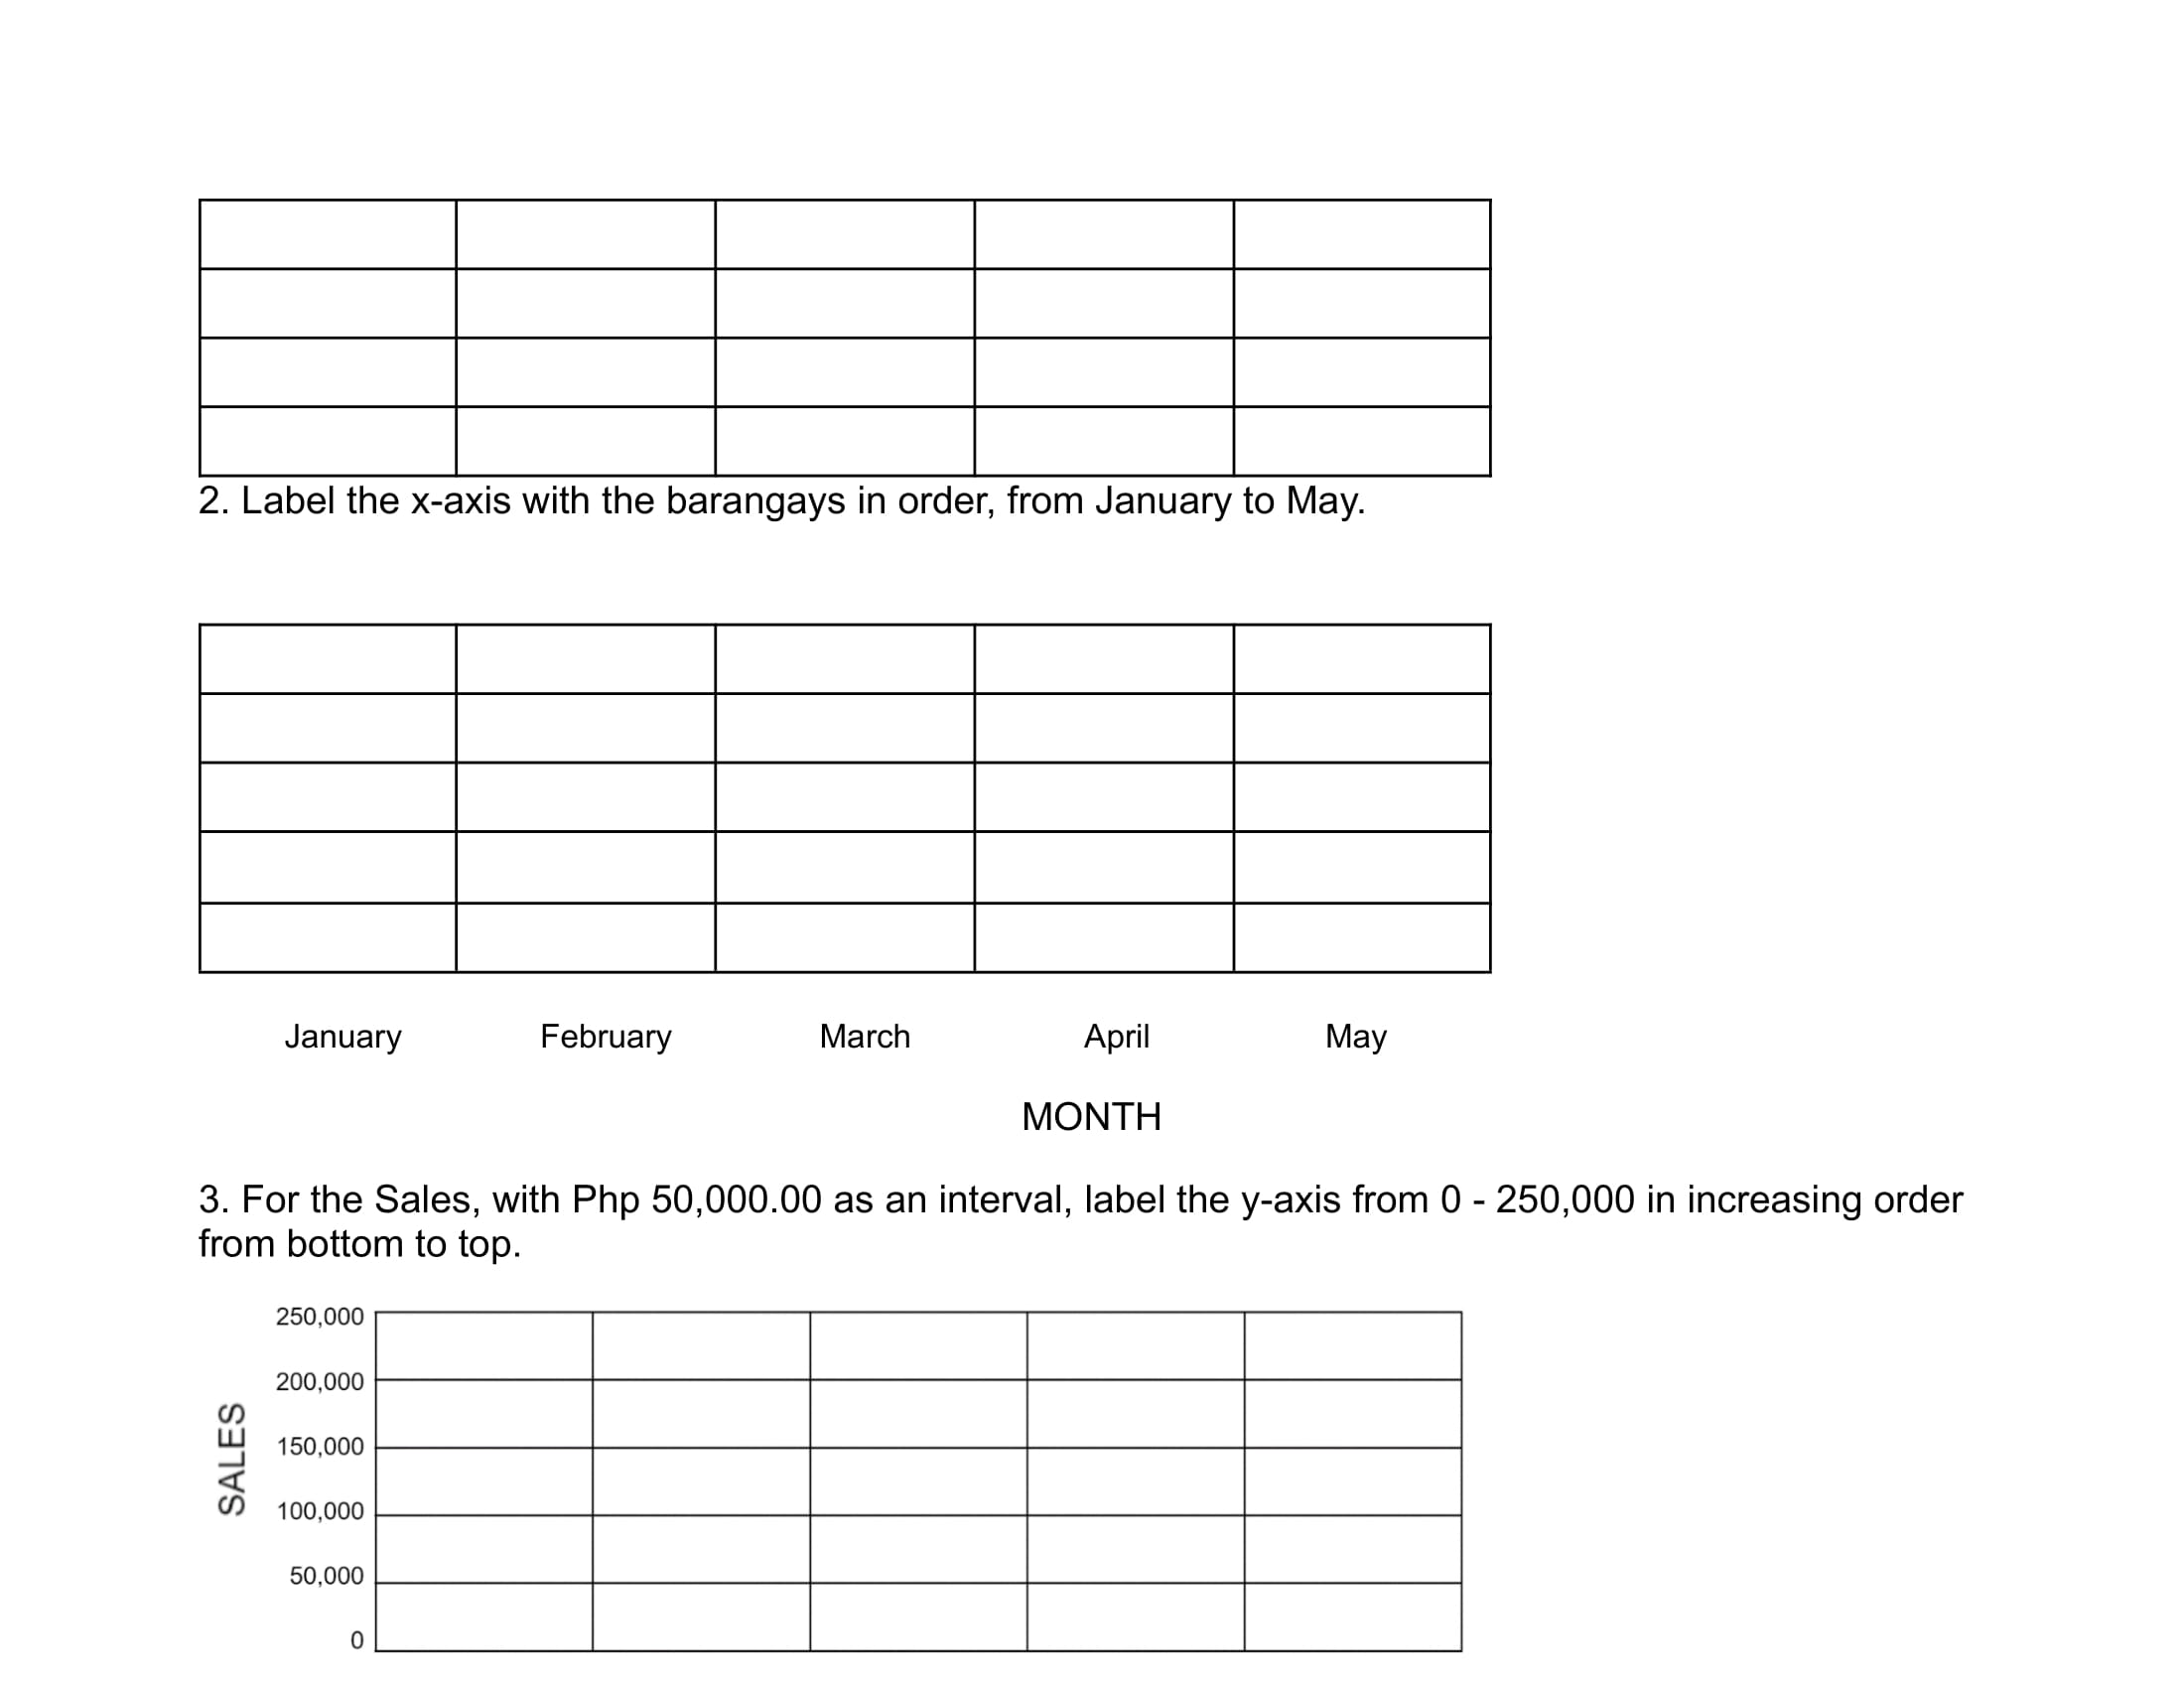 2. Label the x-axis with the barangays in order, from January to May.
January February March April May
MONTH
3. For the Sales, with Php 50,000.00 as an interval, label the y-axis from 0 - 250,000 in increasing order
from bottom to top.
SALES
250,000
200,000
150,000
100,000
50,000
0